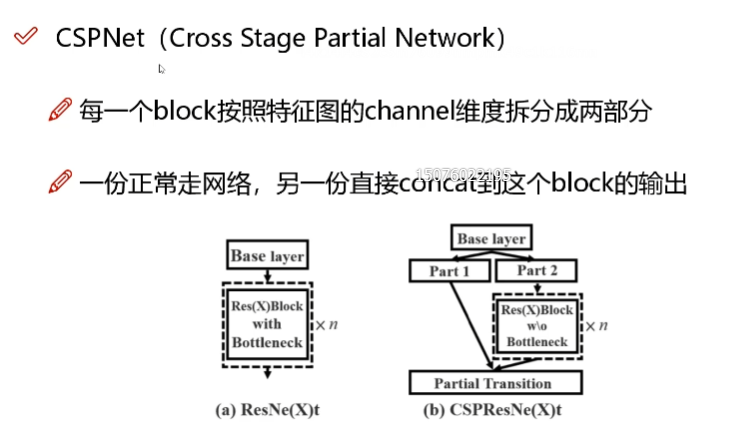 CSPNet（Cross Stage Partial Network）
每一个block按照特征图的channel维度拆分成两部分
15076022195
一份正常走网络，另一份直接concat到这个block的输出
Base layer
Res(X)Block
with
Bottleneck
×n
(a) ResNe(X)t
Base layer
Part 1
Part 2
Res(X)Block
w\o
Bottleneck
×n
Partial Transition
(b) CSPResNe(X)t